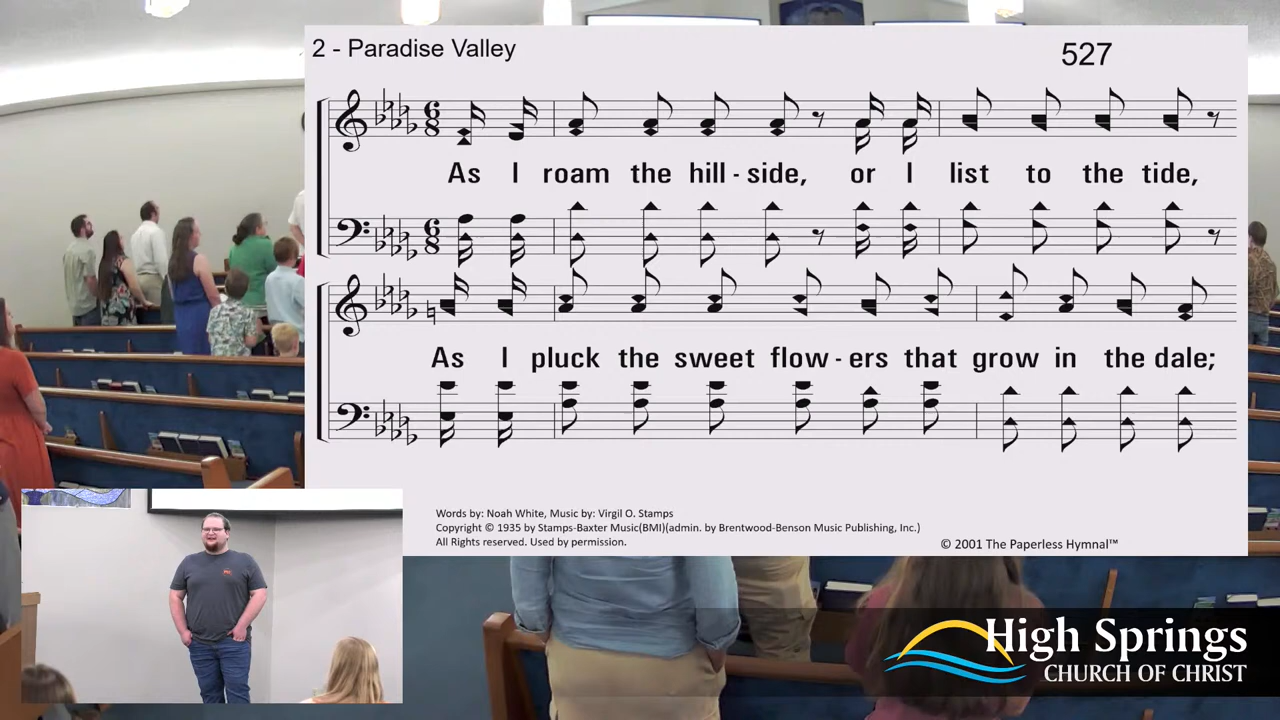 2 - Paradise Valley
527
As I roam the hill - side, or I list to the tide,
As I pluck the sweet flow - ers that grow in the dale;
Words by: Noah White, Music by: Virgil O. Stamps
Copyright © 1935 by Stamps-Baxter Music(BMI)(admin. by Brentwood-Benson Music Publishing, Inc.)
All Rights reserved. Used by permission.
© 2001 The Paperless Hymnal™
High Springs
CHURCH OF CHRIST